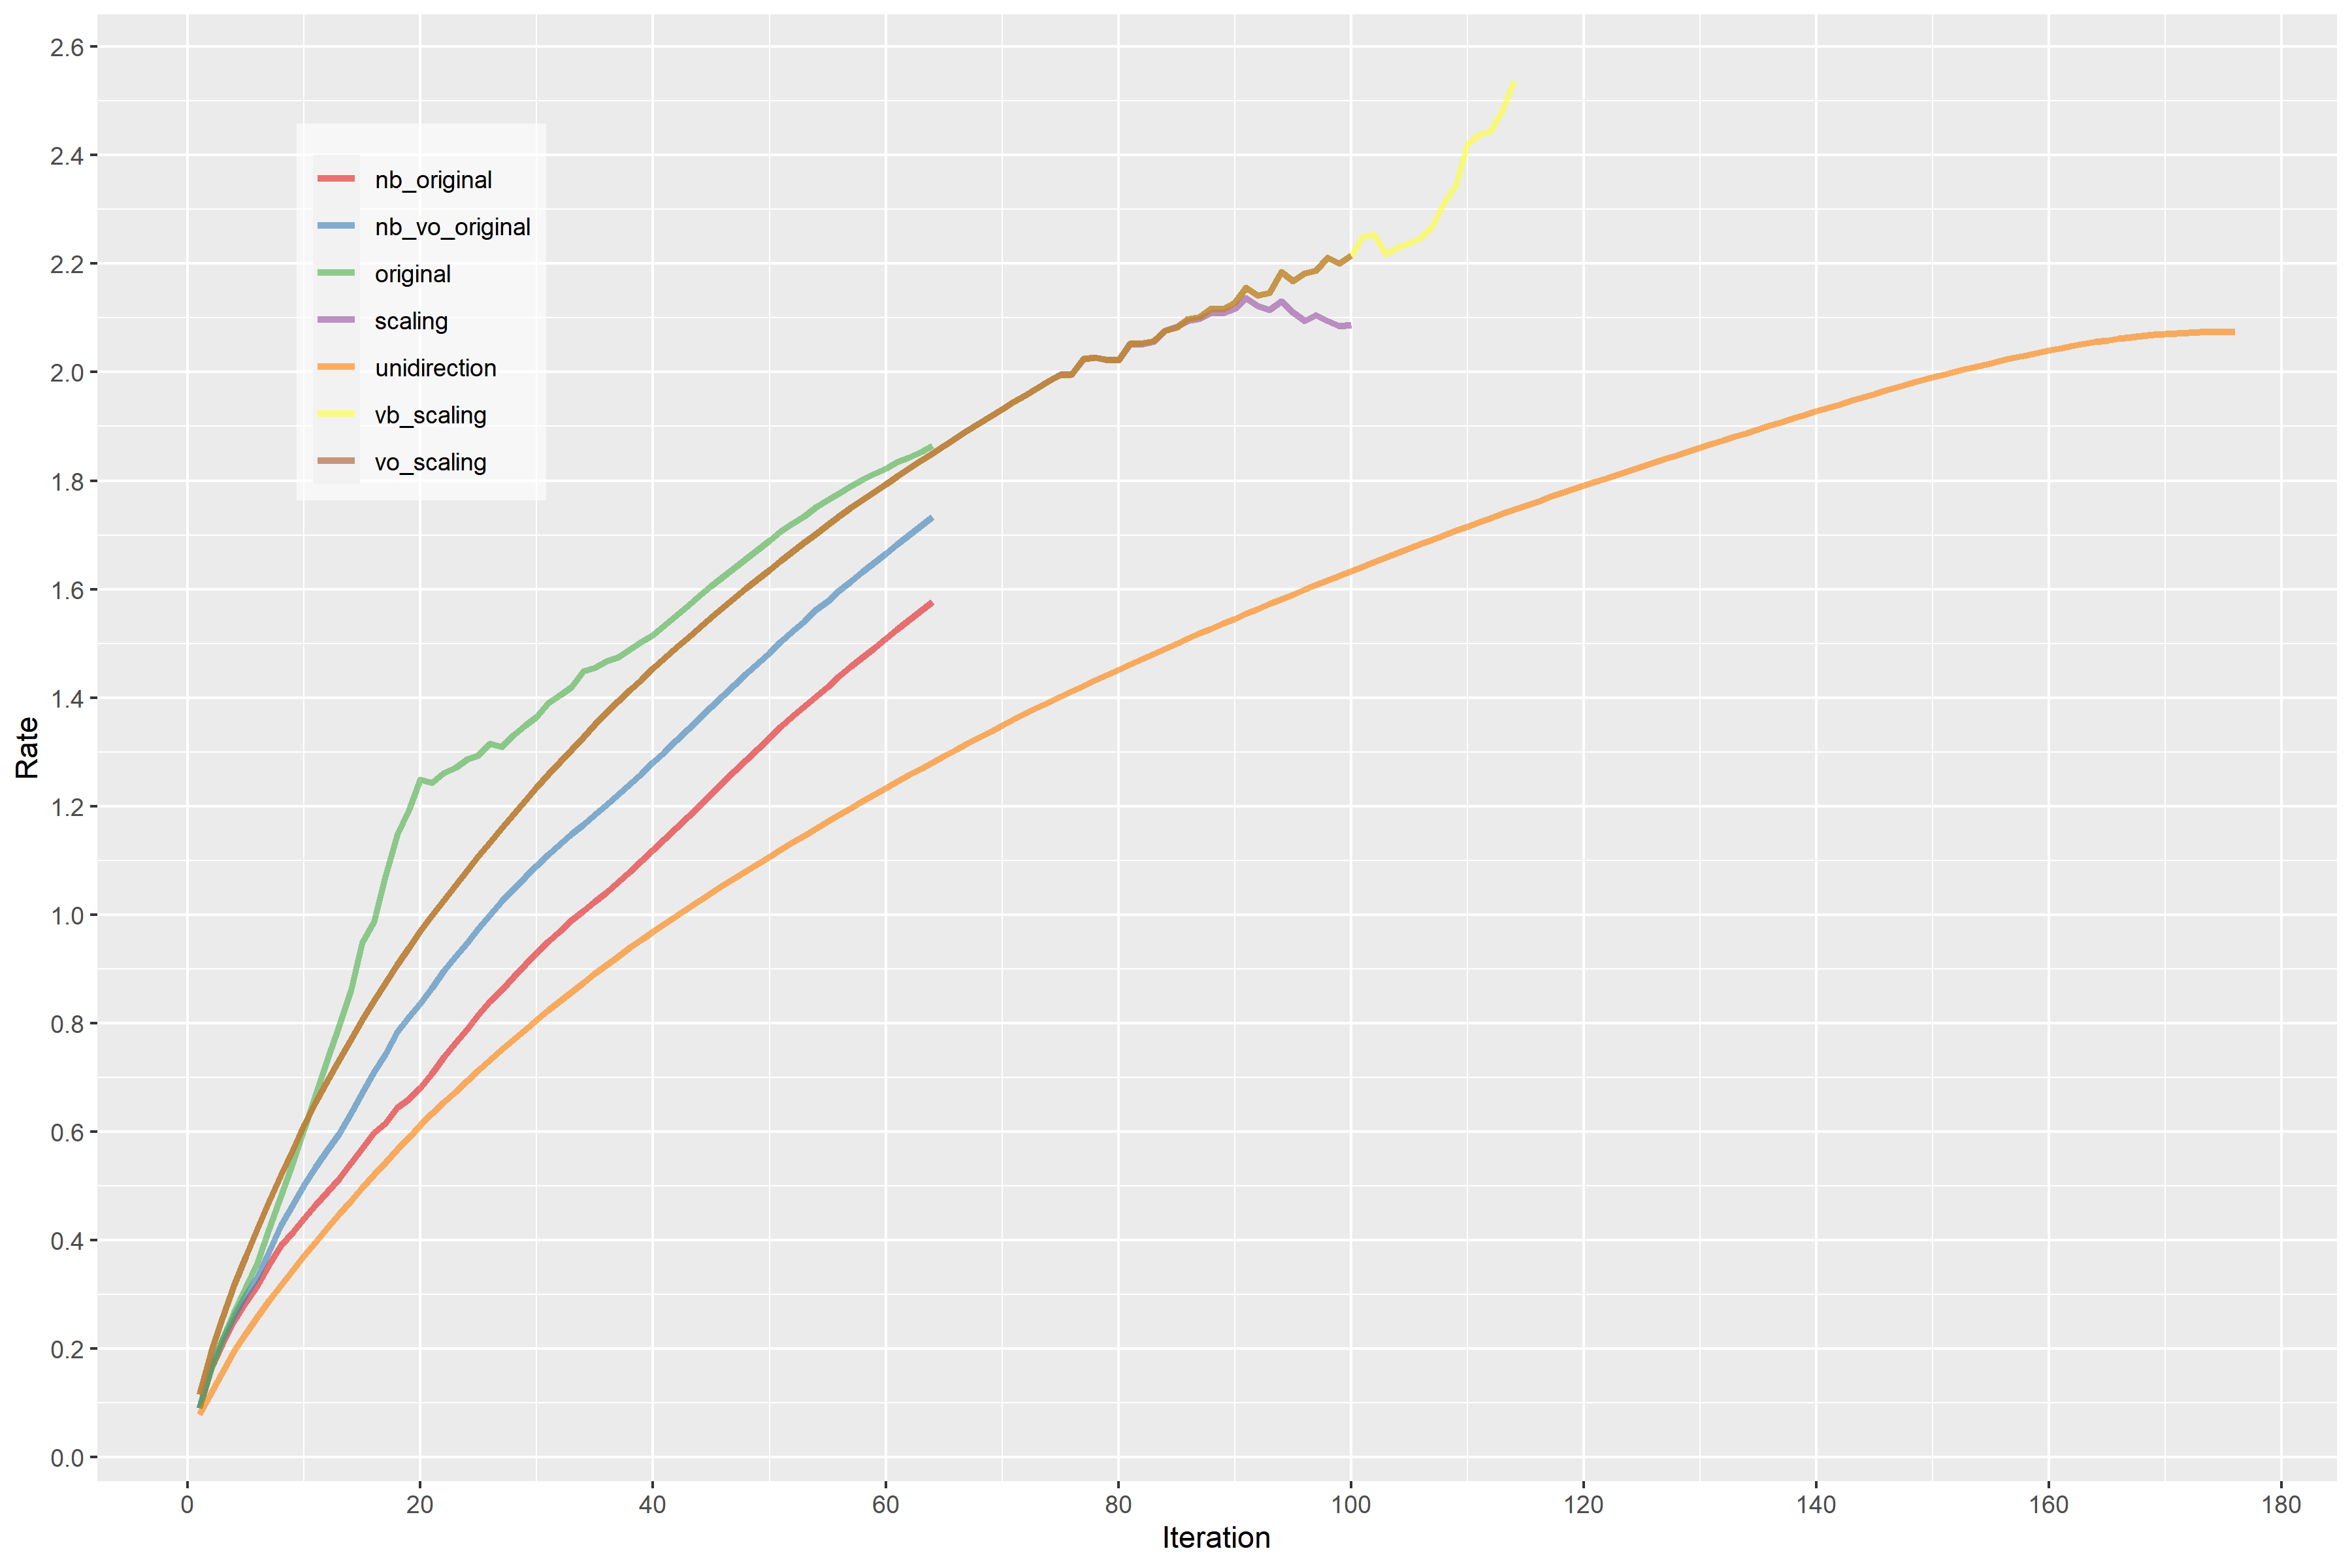 2.6
2.4
2.2
2.0
1.8
1.6
1.4
1.2
1.0
0.8
0.6
0.4
0.2
0.0
Rate
nb_original
nb_vo_original
original
scaling
unidirection
vb_scaling
vo_scaling
0 20 40 60 80 100 120 140 160 180
Iteration